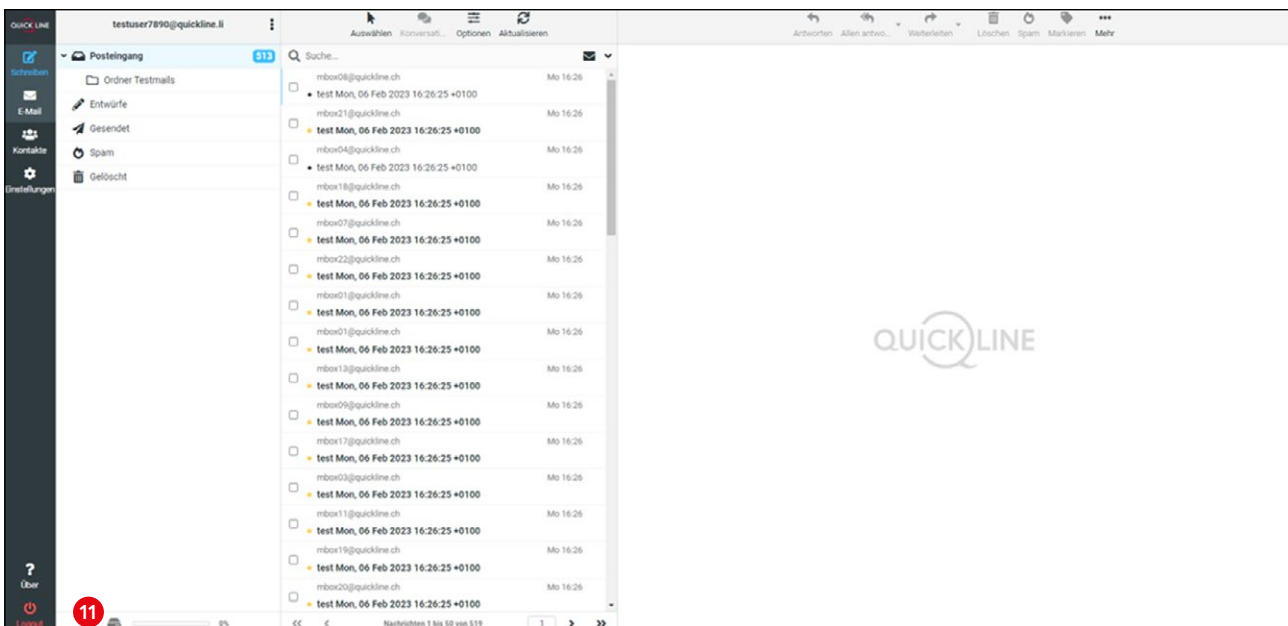 QUICKLINE
Schreiben
E-Mail
Kontakte
Einstellungen
?
Über
Logout
testuser7890@quickline.li
Posteingang 513
Ordner Testmails
Entwürfe
Gesendet
Spam
Gelöscht
11
0%
Auswählen Konversati... Optionen Aktualisieren
Suche...
mbox08@quickline.ch Mo 16:26
test Mon, 06 Feb 2023 16:26:25 +0100
mbox21@quickline.ch Mo 16:26
test Mon, 06 Feb 2023 16:26:25 +0100
mbox04@quickline.ch Mo 16:26
test Mon, 06 Feb 2023 16:26:25 +0100
mbox18@quickline.ch Mo 16:26
test Mon, 06 Feb 2023 16:26:25 +0100
mbox07@quickline.ch Mo 16:26
test Mon, 06 Feb 2023 16:26:25 +0100
mbox22@quickline.ch Mo 16:26
test Mon, 06 Feb 2023 16:26:25 +0100
mbox01@quickline.ch Mo 16:26
test Mon, 06 Feb 2023 16:26:25 +0100
mbox01@quickline.ch Mo 16:26
test Mon, 06 Feb 2023 16:26:25 +0100
mbox13@quickline.ch Mo 16:26
test Mon, 06 Feb 2023 16:26:25 +0100
mbox09@quickline.ch Mo 16:26
test Mon, 06 Feb 2023 16:26:25 +0100
mbox17@quickline.ch Mo 16:26
test Mon, 06 Feb 2023 16:26:25 +0100
mbox03@quickline.ch Mo 16:26
test Mon, 06 Feb 2023 16:26:25 +0100
mbox11@quickline.ch Mo 16:26
test Mon, 06 Feb 2023 16:26:25 +0100
mbox19@quickline.ch Mo 16:26
test Mon, 06 Feb 2023 16:26:25 +0100
mbox20@quickline.ch Mo 16:26
test Mon, 06 Feb 2023 16:26:25 +0100
Nachrichten 1 bis 50 von 519 1
Antworten Allen antwo... Weiterleiten Löschen Spam Markieren Mehr
QUICKLINE